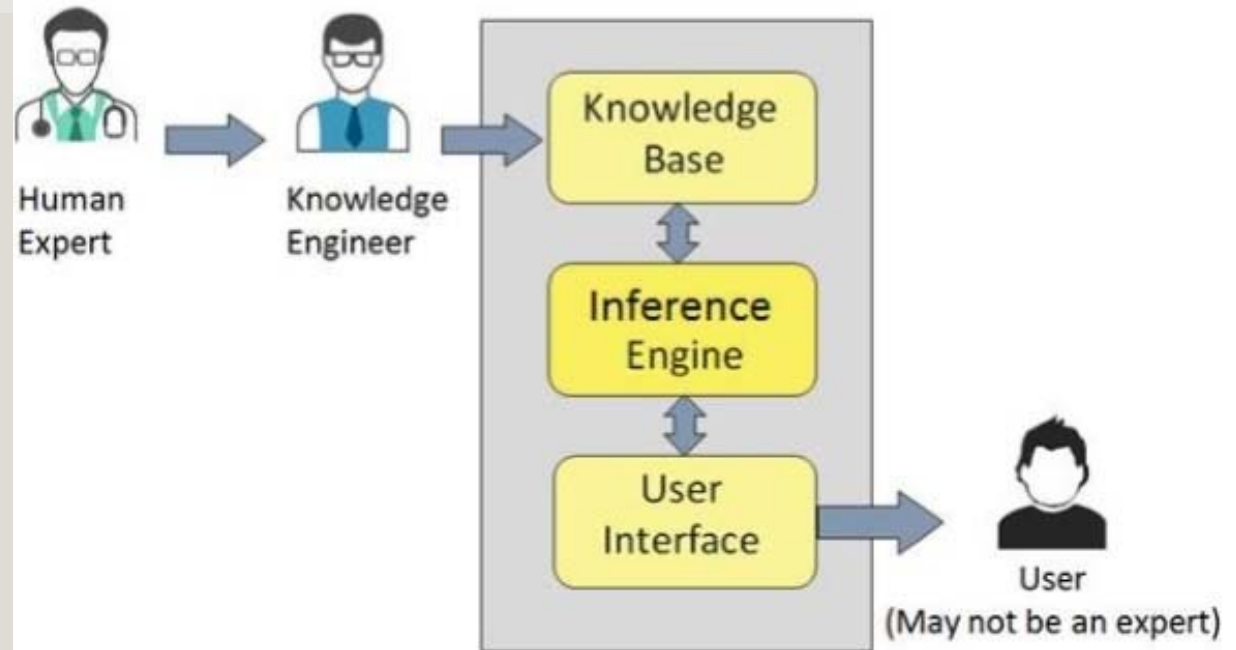 Human
Expert
Knowledge
Engineer
Knowledge
Base
Inference
Engine
User
Interface
User
(May not be an expert)